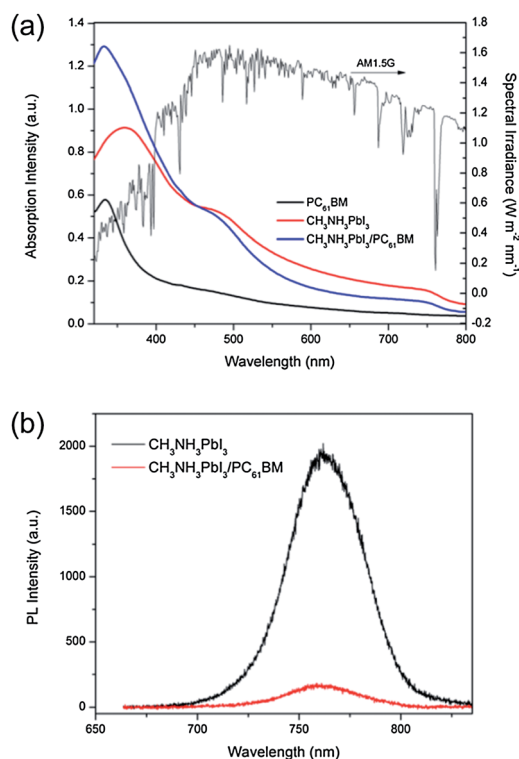 (a)
Absorption Intensity (a.u.)
1.4
1.2
1.0
0.8
0.6
0.4
0.2
0.0
AM1.5G
PC₆₁BM
CH₃NH₃PbI₃
CH₃NH₃PbI₃/PC₆₁BM
1.8
1.6
1.4
1.2
1.0
0.8
0.6
0.4
0.2
0.0
-0.2
Spectral Irradiance
(W m⁻² nm⁻¹)
400 500 600 700 800
Wavelength (nm)
(b)
PL Intensity (a.u.)
2000
1500
1000
500
0
CH₃NH₃PbI₃
CH₃NH₃PbI₃/PC₆₁BM
650 700 750 800
Wavelength (nm)